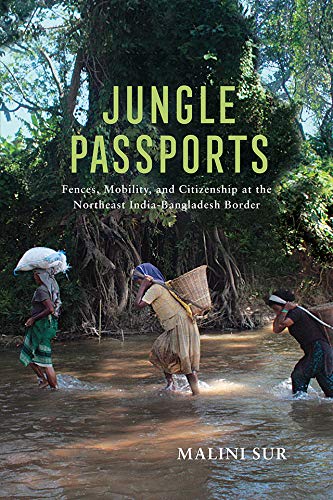 JUNGLE
PASSPORTS
Fences, Mobility, and Citizenship at the
Northeast India-Bangladesh Border
MALINI SUR